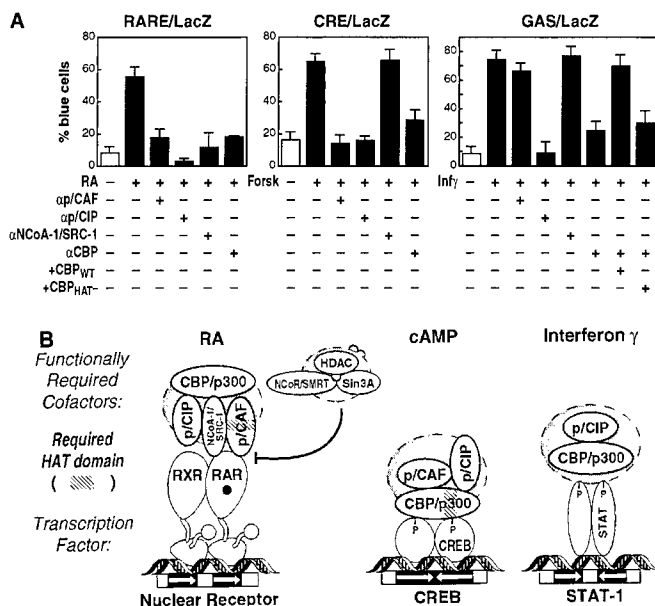 A
RARE/LacZ CRE/LacZ GAS/LacZ
% blue cells
80 80 80
60 60 60
40 40 40
20 20 20
0 0 0
RA – + + + + + Forsk – + + + + + Infγ – + + + + + + +
αp/CAF – – + – – – – – + – – – – – + – – – – –
αp/CIP – – – + – – – – – + – – – – – + – – – –
αNCoA-1/SRC-1 – – – – + – – – – – + – – – – – + – – –
αCBP – – – – – + – – – – – + – – – – – + + +
+CBPWT – – – – – – – – – – – – – – – – – – + –
+CBPHAT- – – – – – – – – – – – – – – – – – – – +
B
RA cAMP Interferon γ
Functionally
Required
Cofactors:
Required
HAT domain
( )
Transcription
Factor:
CBP/p300
p/CIP
NCoA-1/
SRC-1
p/CAF
RXR
RAR
Nuclear Receptor
HDAC
NCoR/SMRT
Sin3A
p/CAF
p/CIP
CBP/p300
P P
CREB
CREB
p/CIP
CBP/p300
P P
STAT
STAT-1